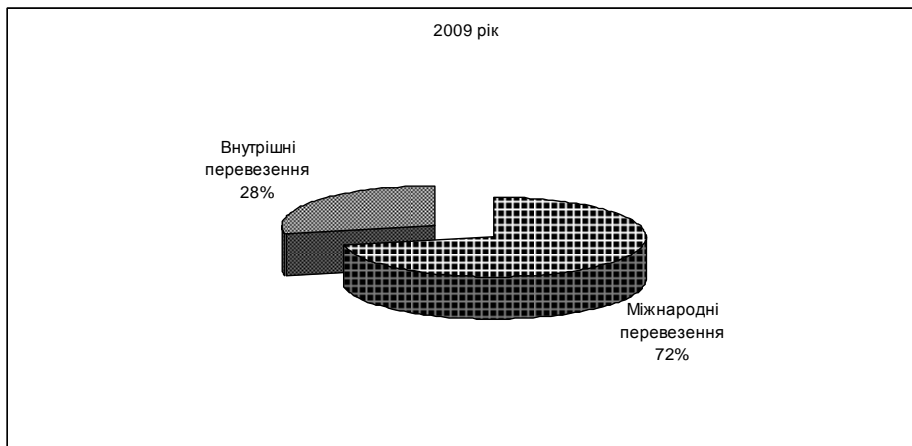 2009 рік
Внутрішні
перевезення
28%
Міжнародні
перевезення
72%